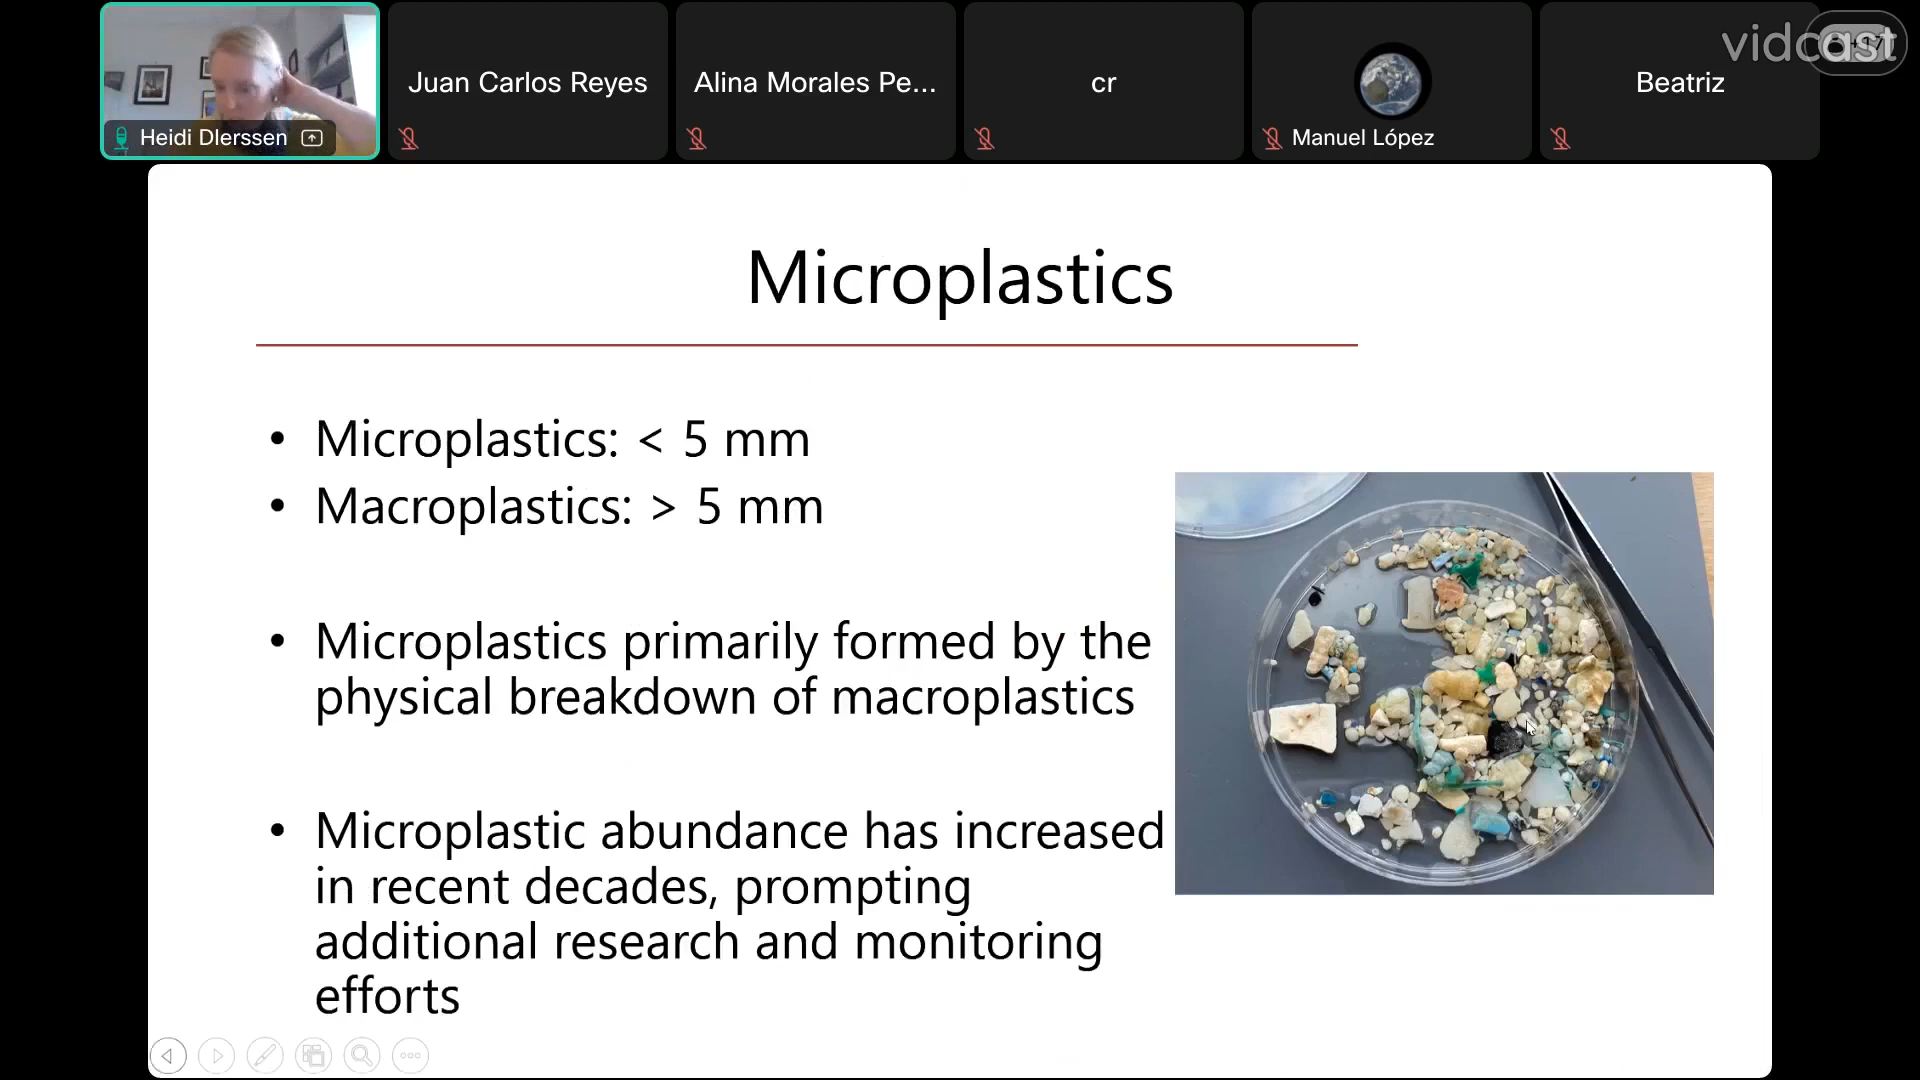 vidcast
Juan Carlos Reyes
Alina Morales Pe...
cr
Beatriz
Heidi DIerssen
Manuel López
Microplastics
• Microplastics: < 5 mm
• Macroplastics: > 5 mm
• Microplastics primarily formed by the
physical breakdown of macroplastics
• Microplastic abundance has increased
in recent decades, prompting
additional research and monitoring
efforts